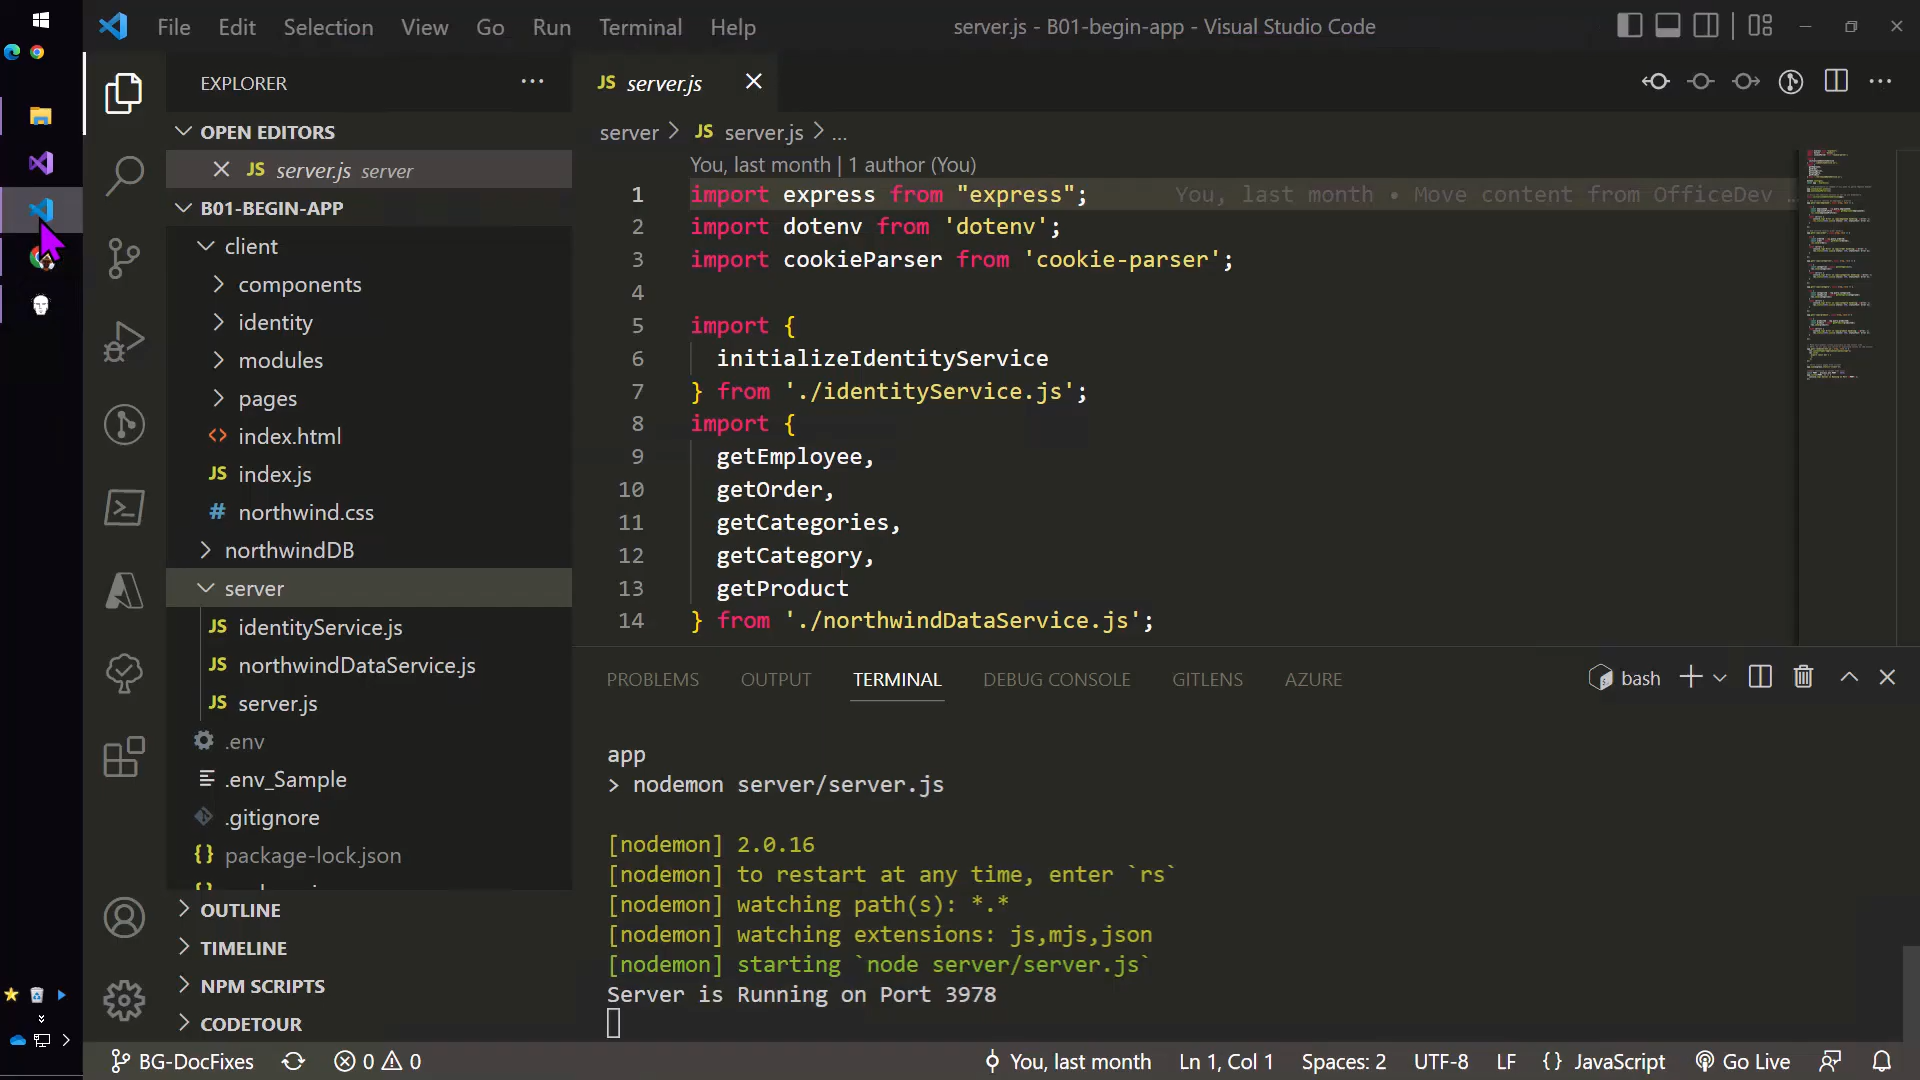 File Edit Selection View Go Run Terminal Help
server.js - B01-begin-app - Visual Studio Code
EXPLORER
OPEN EDITORS
JS server.js server
B01-BEGIN-APP
client
components
identity
modules
pages
<> index.html
JS index.js
# northwind.css
northwindDB
server
JS identityService.js
JS northwindDataService.js
JS server.js
.env
.env_Sample
.gitignore
{} package-lock.json
OUTLINE
TIMELINE
NPM SCRIPTS
CODETOUR
JS server.js
server > JS server.js > ...
You, last month | 1 author (You)
1 import express from "express"; You, last month • Move content from OfficeDev …
2 import dotenv from 'dotenv';
3 import cookieParser from 'cookie-parser';
4
5 import {
6 initializeIdentityService
7 } from './identityService.js';
8 import {
9 getEmployee,
10 getOrder,
11 getCategories,
12 getCategory,
13 getProduct
14 } from './northwindDataService.js';
PROBLEMS OUTPUT TERMINAL DEBUG CONSOLE GITLENS AZURE
bash
app
> nodemon server/server.js
[nodemon] 2.0.16
[nodemon] to restart at any time, enter `rs`
[nodemon] watching path(s): *.*
[nodemon] watching extensions: js,mjs,json
[nodemon] starting `node server/server.js`
Server is Running on Port 3978
BG-DocFixes 0 0 You, last month Ln 1, Col 1 Spaces: 2 UTF-8 LF {} JavaScript Go Live